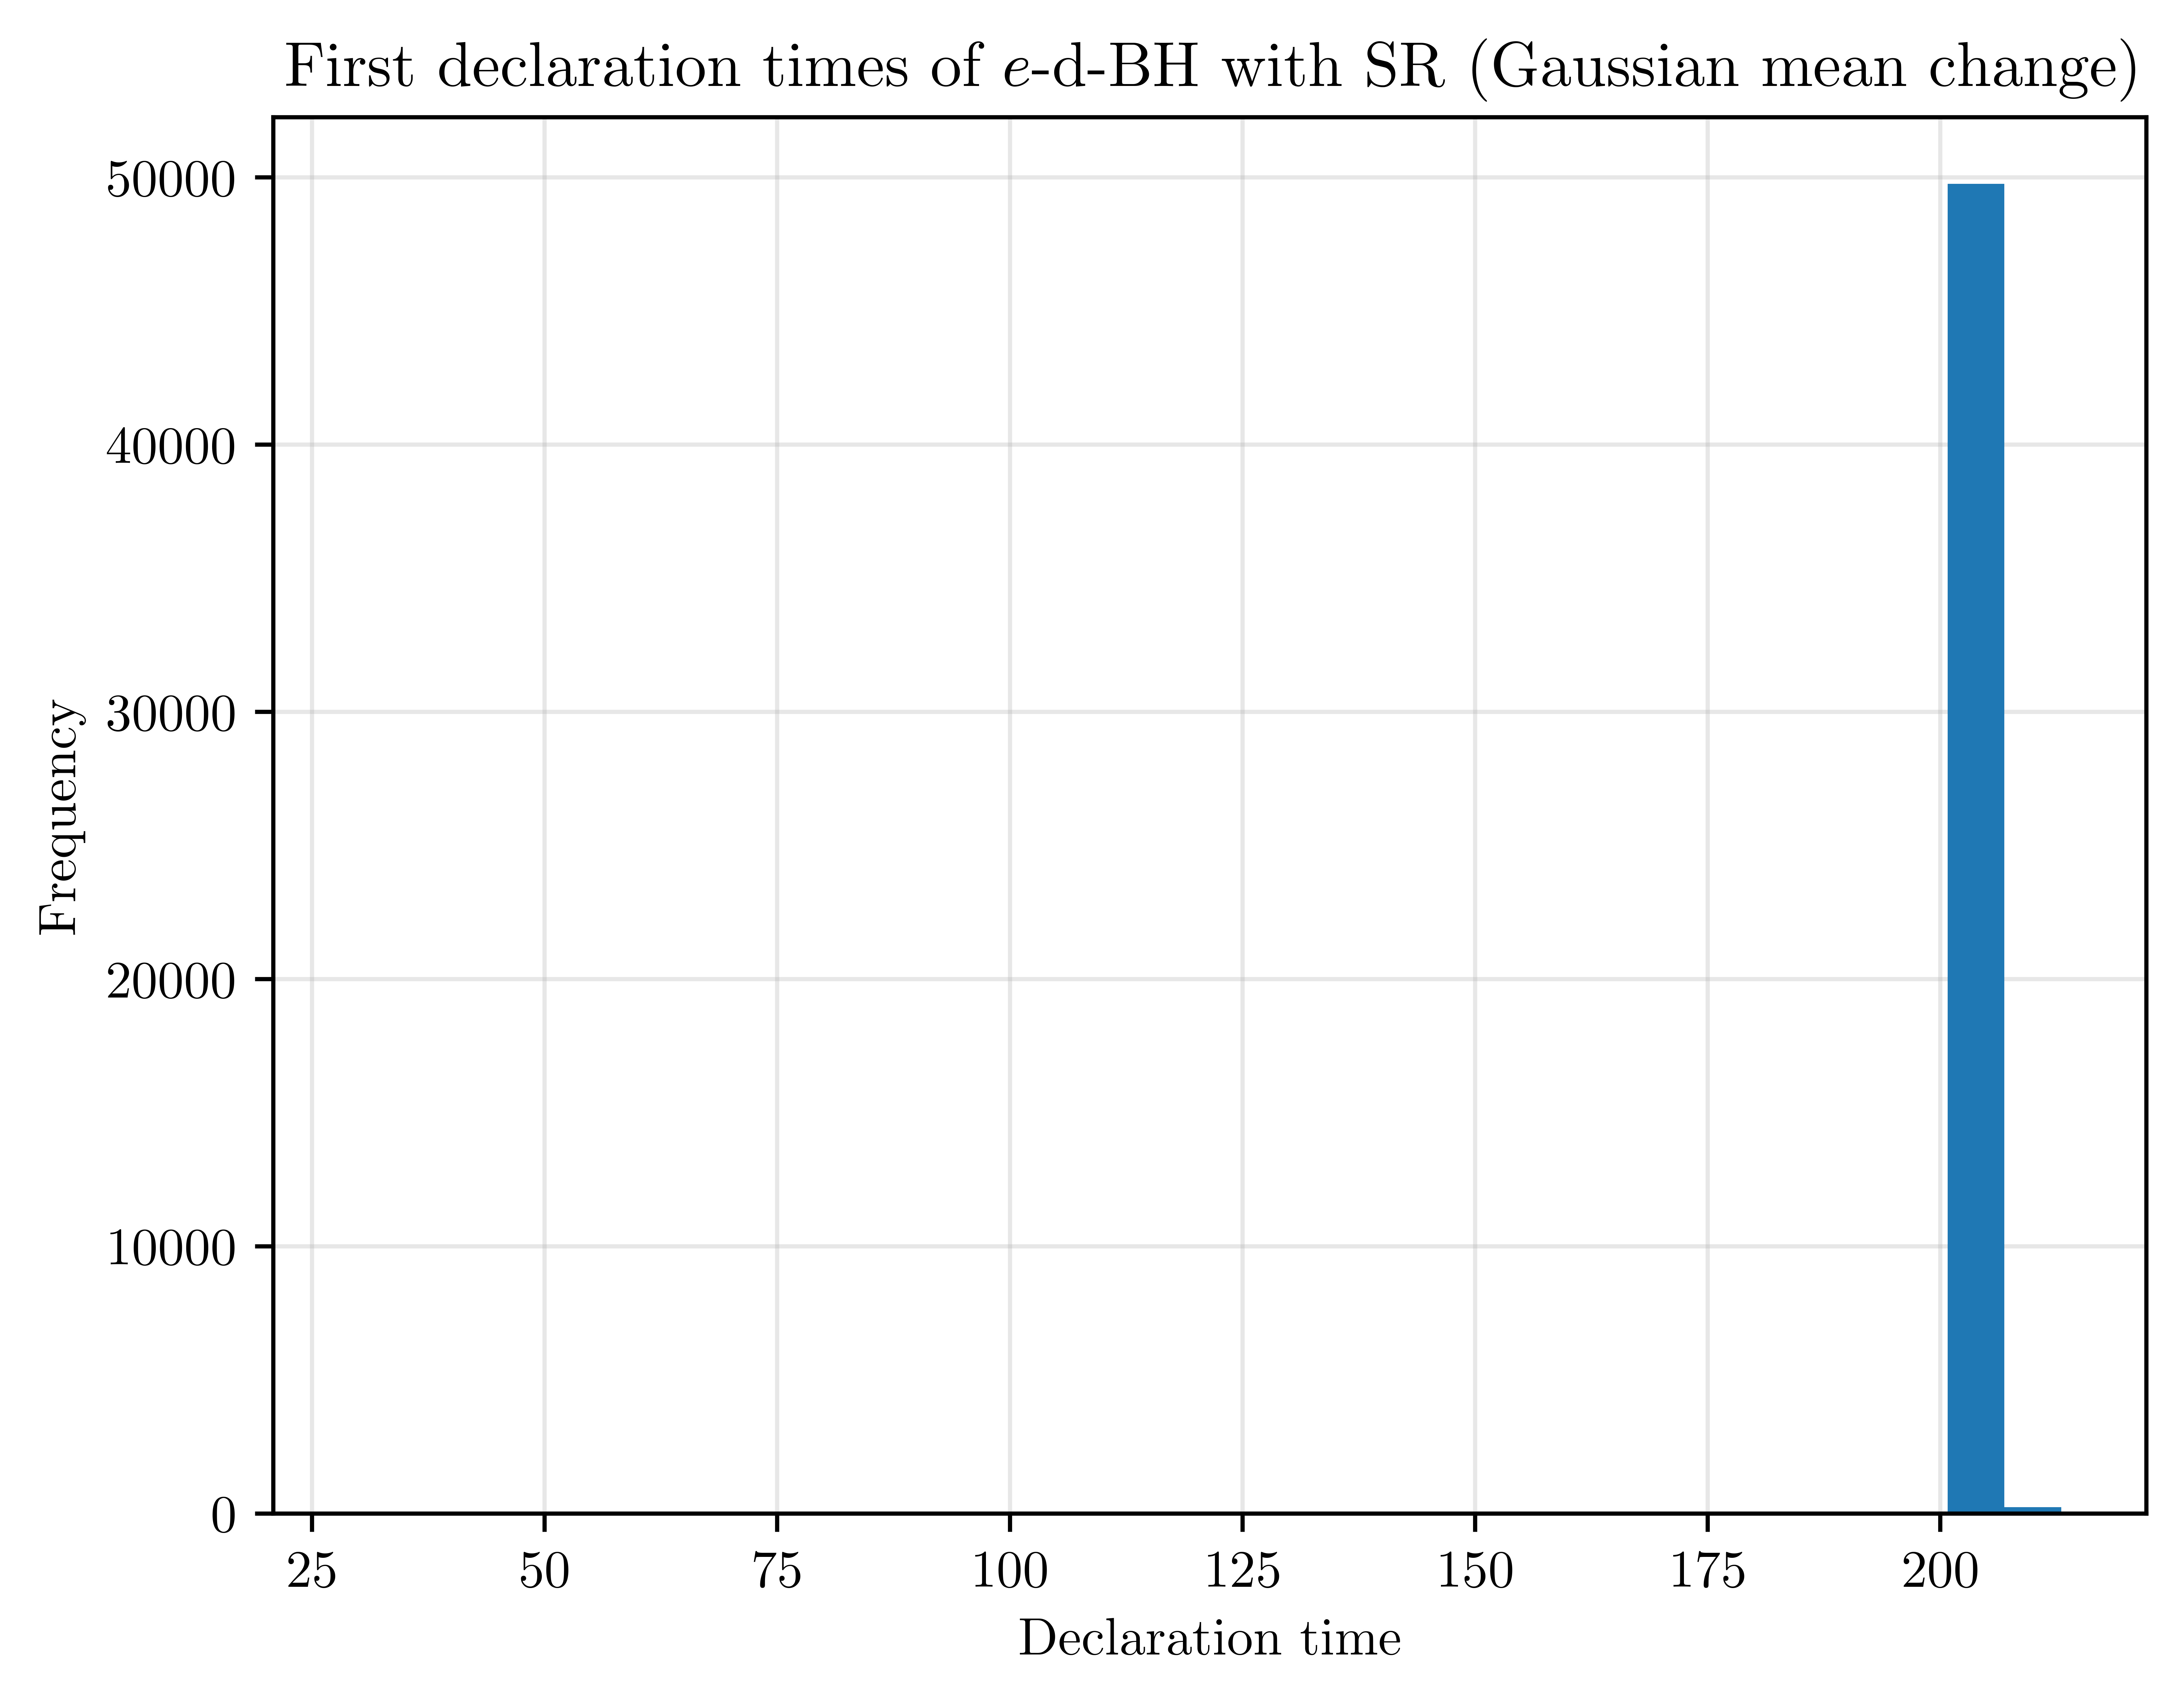 First declaration times of e-d-BH with SR (Gaussian mean change)
50000
40000
30000
20000
10000
0
Frequency
25 50 75 100 125 150 175 200
Declaration time